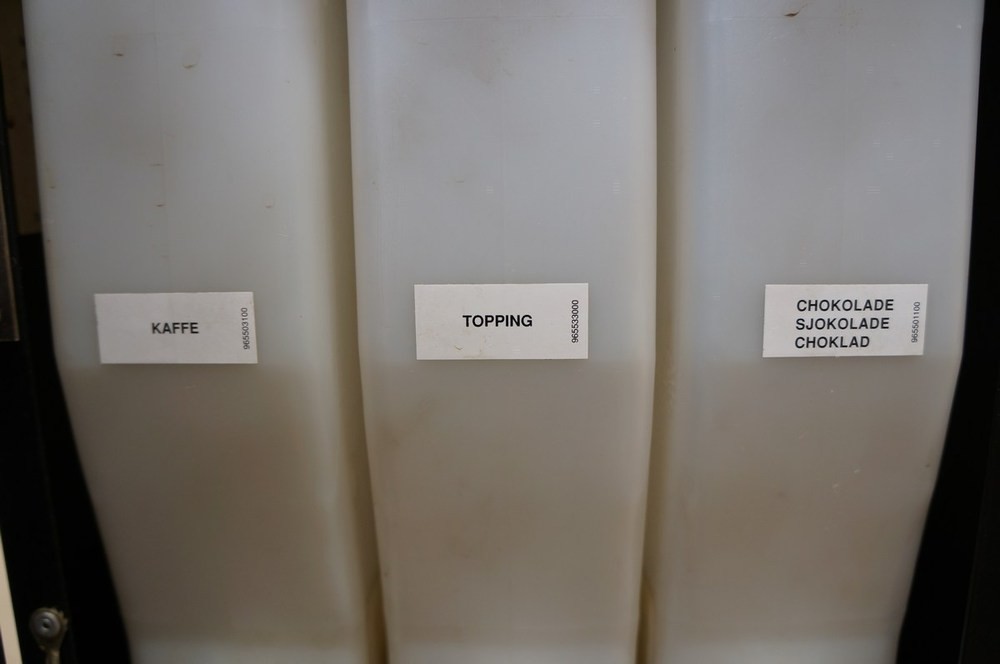 KAFFE
965503100
TOPPING
965533000
CHOKOLADE
SJOKOLADE
CHOKLAD
965501100